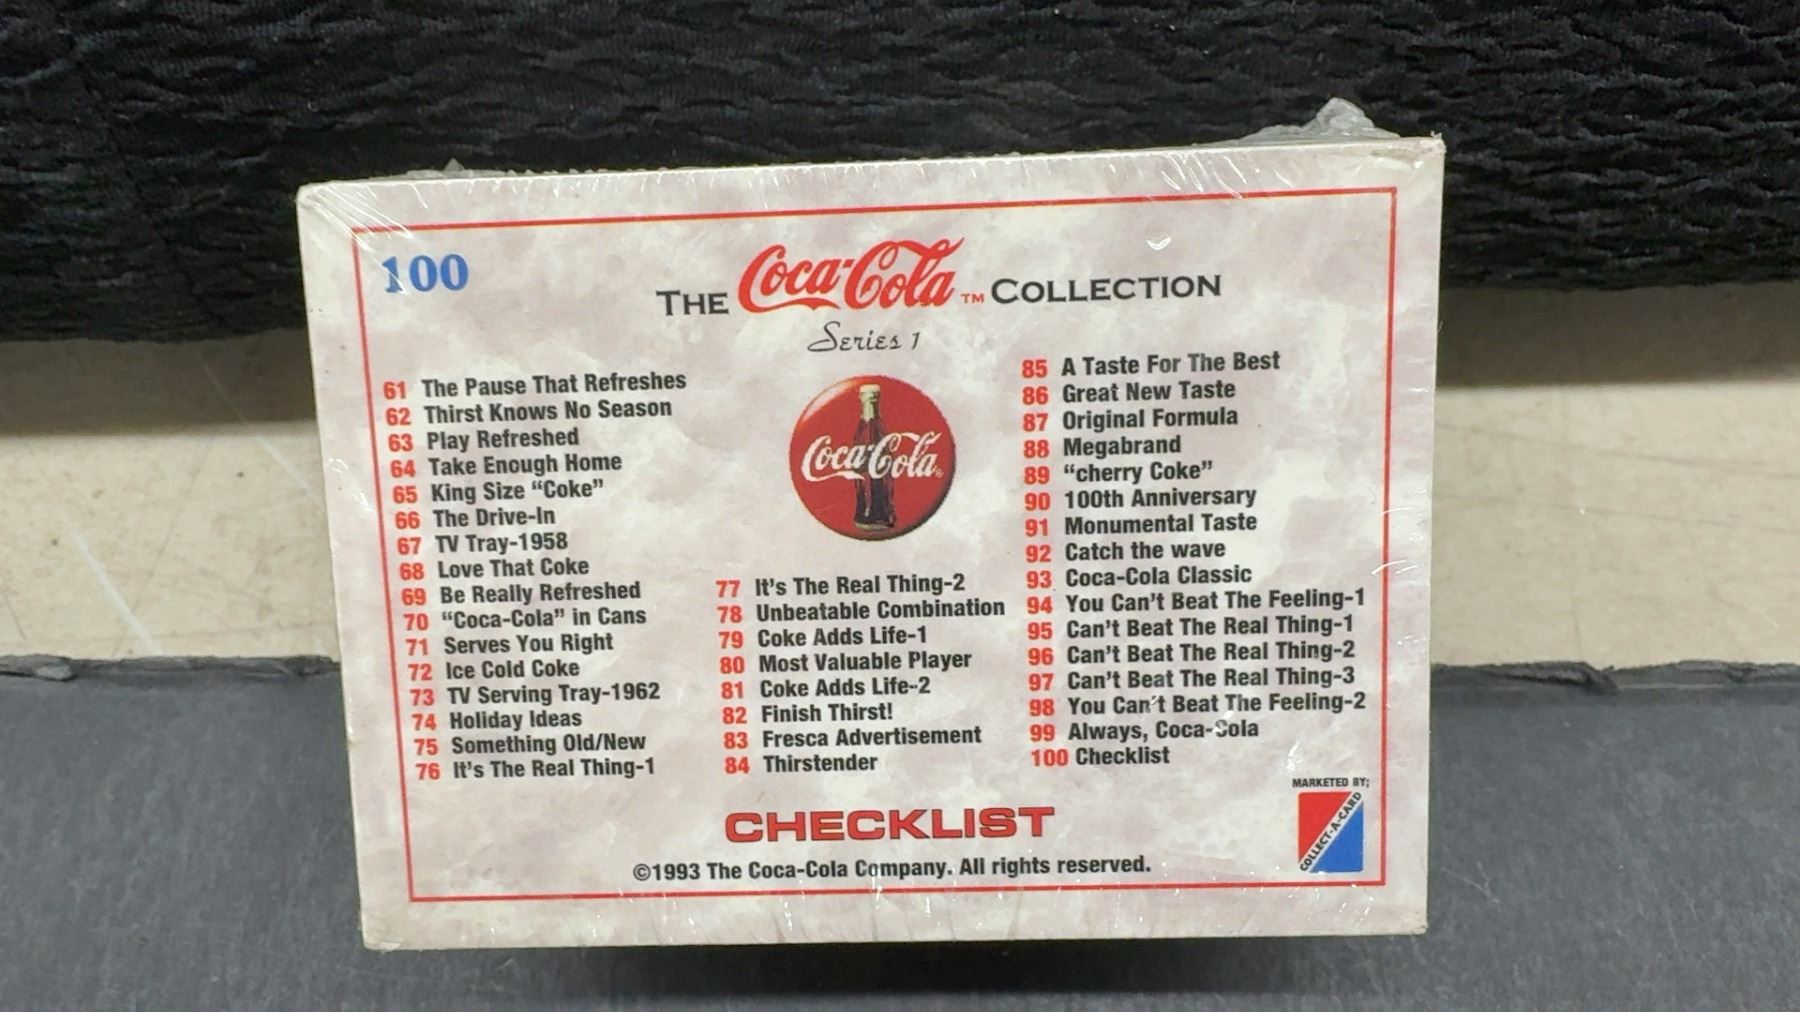 100
THE Coca-Cola ™ COLLECTION
Series 1
61 The Pause That Refreshes
62 Thirst Knows No Season
63 Play Refreshed
64 Take Enough Home
65 King Size “Coke”
66 The Drive-In
67 TV Tray-1958
68 Love That Coke
69 Be Really Refreshed
70 “Coca-Cola” in Cans
71 Serves You Right
72 Ice Cold Coke
73 TV Serving Tray-1962
74 Holiday Ideas
75 Something Old/New
76 It's The Real Thing-1
Coca-Cola®
77 It's The Real Thing-2
78 Unbeatable Combination
79 Coke Adds Life-1
80 Most Valuable Player
81 Coke Adds Life-2
82 Finish Thirst!
83 Fresca Advertisement
84 Thirstender
85 A Taste For The Best
86 Great New Taste
87 Original Formula
88 Megabrand
89 “cherry Coke”
90 100th Anniversary
91 Monumental Taste
92 Catch the wave
93 Coca-Cola Classic
94 You Can't Beat The Feeling-1
95 Can't Beat The Real Thing-1
96 Can't Beat The Real Thing-2
97 Can't Beat The Real Thing-3
98 You Can't Beat The Feeling-2
99 Always, Coca-Cola
100 Checklist
MARKETED BY;
COLLECT-A-CARD
CHECKLIST
©1993 The Coca-Cola Company. All rights reserved.